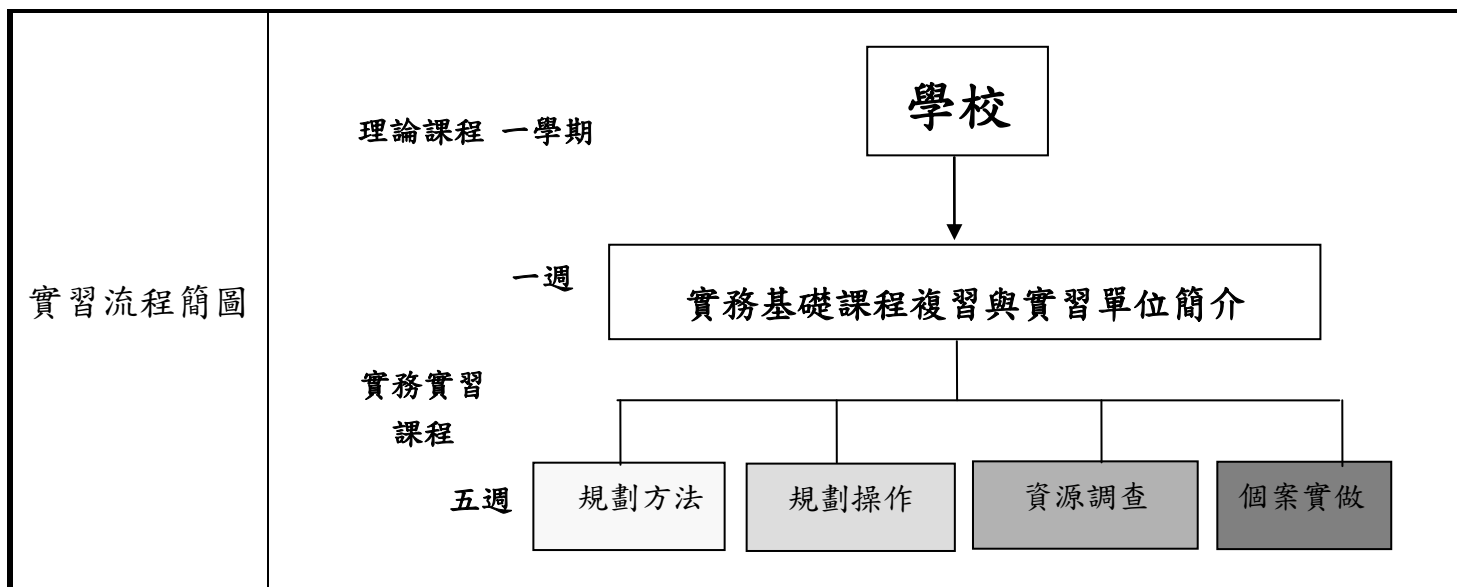 學校
理論課程 一學期
一週
實務基礎課程複習與實習單位簡介
實習流程簡圖
實務實習
課程
五週
規劃方法
規劃操作
資源調查
個案實做